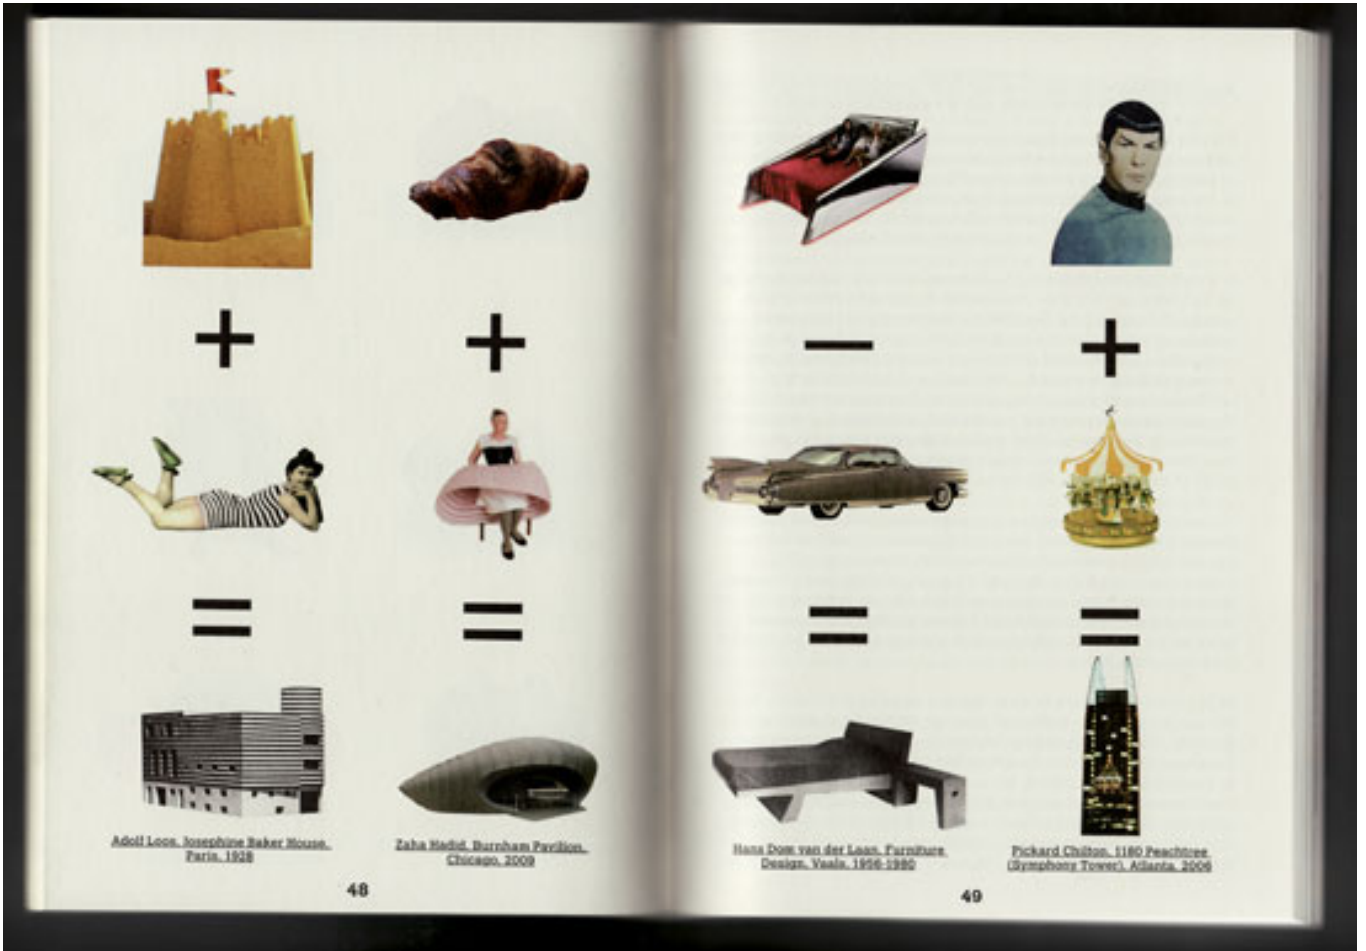 +
+
=
=
Adolf Loos, Josephine Baker House,
Paris, 1928
Zaha Hadid, Burnham Pavilion,
Chicago, 2009
48
−
+
=
=
Hans Dom van der Laan, Furniture
Design, Vaals, 1956-1980
Pickard Chilton, 1180 Peachtree
(Symphony Tower), Atlanta, 2006
49